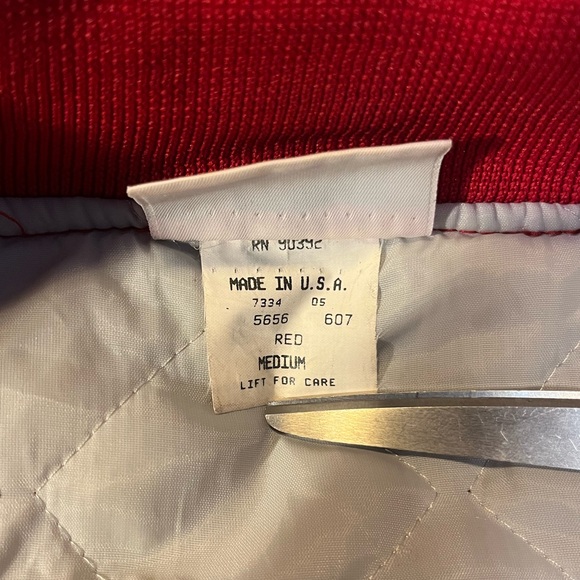 RN 90392
MADE IN U.S.A.
7334 05
5656 607
RED
MEDIUM
LIFT FOR CARE